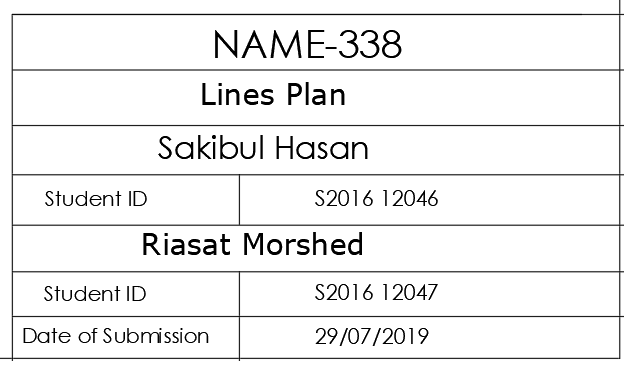 NAME-338
Lines Plan
Sakibul Hasan
Student ID S2016 12046
Riasat Morshed
Student ID S2016 12047
Date of Submission 29/07/2019